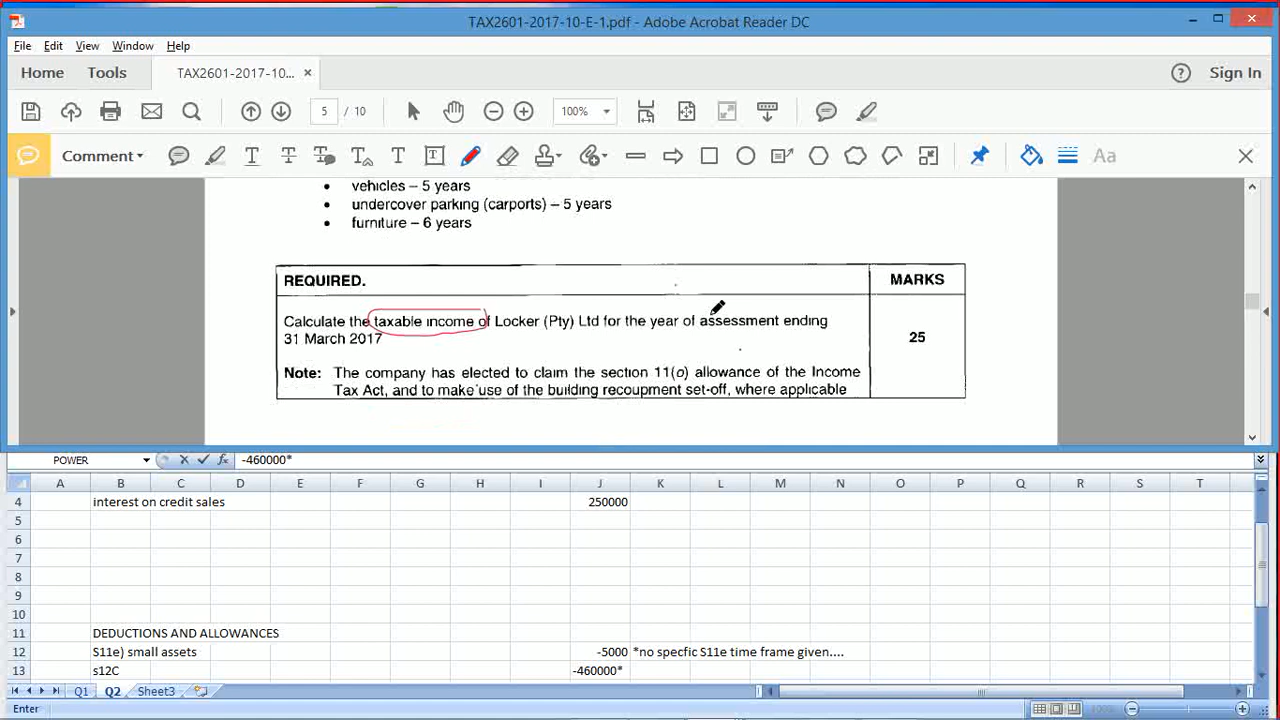 TAX2601-2017-10-E-1.pdf - Adobe Acrobat Reader DC
File Edit View Window Help
Home Tools TAX2601-2017-10... × Sign In
5 / 10 100%
Comment Aa
• vehicles – 5 years
• undercover parking (carports) – 5 years
• furniture – 6 years
REQUIRED. MARKS
Calculate the taxable income of Locker (Pty) Ltd for the year of assessment ending
31 March 2017
25
Note: The company has elected to claim the section 11(o) allowance of the Income
Tax Act, and to make use of the building recoupment set-off, where applicable
POWER fx -460000*
A B C D E F G H I J K L M N O P Q R S T
4 interest on credit sales 250000
5
6
7
8
9
10
11 DEDUCTIONS AND ALLOWANCES
12 S11e) small assets -5000 *no specfic S11e time frame given....
13 s12C -460000*
Q1 Q2 Sheet3
Enter 100%